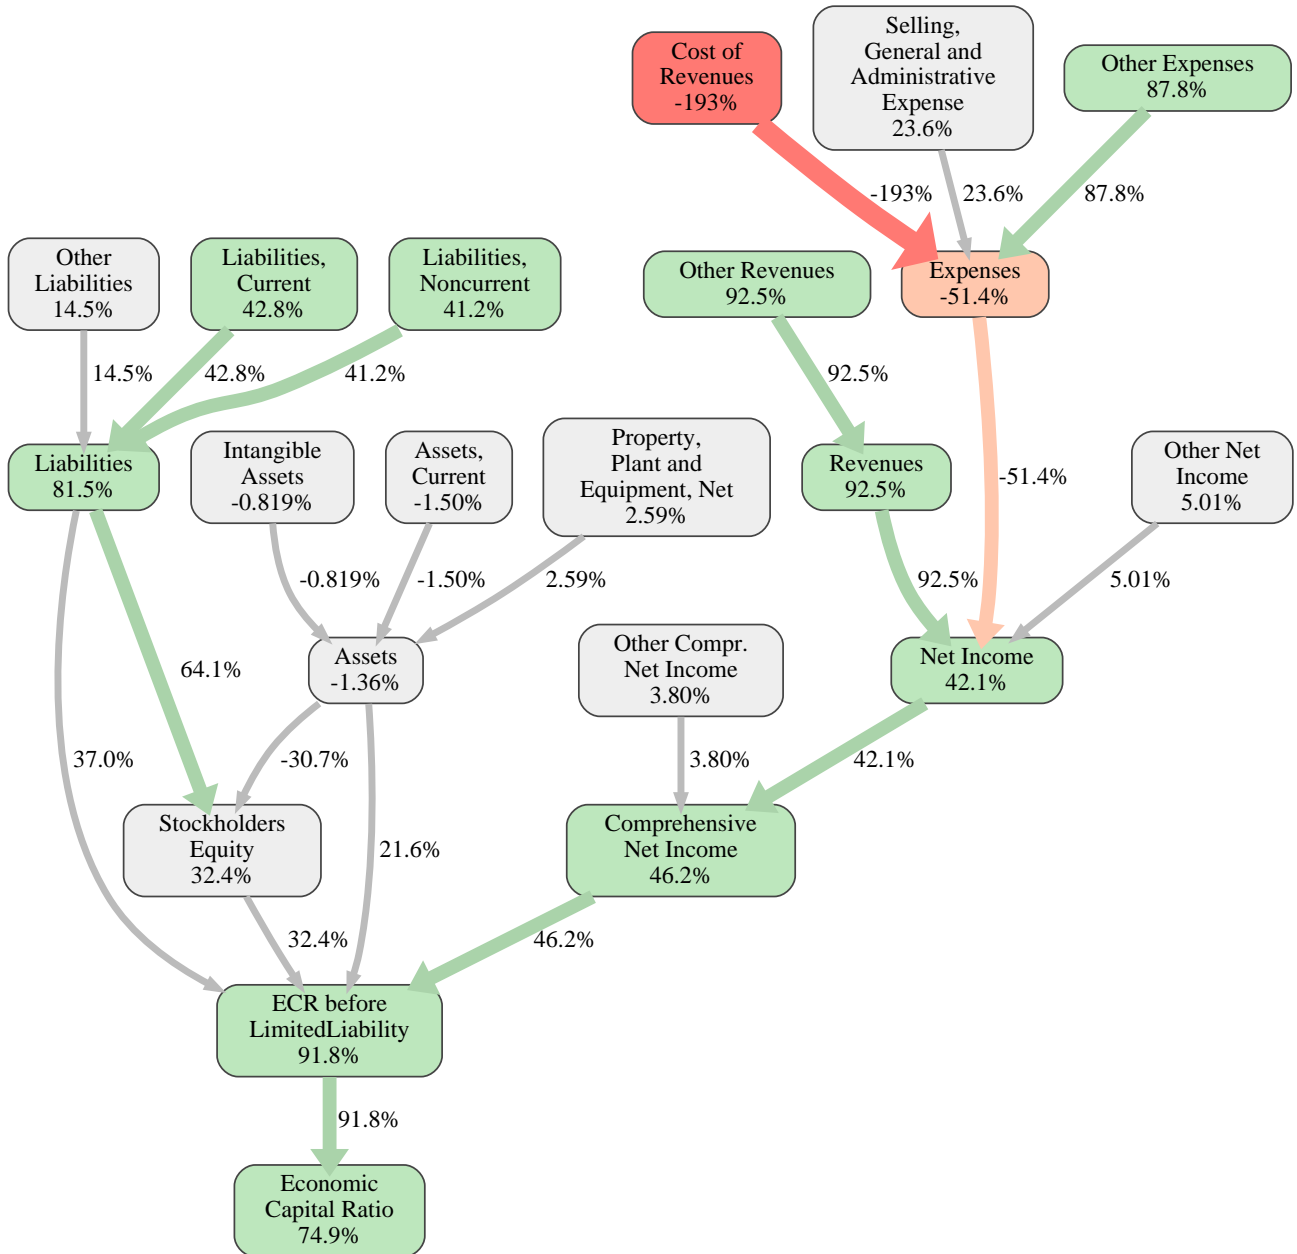 Cost of
Revenues
-193%
Selling,
General and
Administrative
Expense
23.6%
Other Expenses
87.8%
-193%
23.6%
87.8%
Other
Liabilities
14.5%
Liabilities,
Current
42.8%
Liabilities,
Noncurrent
41.2%
Other Revenues
92.5%
Expenses
-51.4%
14.5%
42.8%
41.2%
92.5%
Liabilities
81.5%
Intangible
Assets
-0.819%
Assets,
Current
-1.50%
Property,
Plant and
Equipment, Net
2.59%
Revenues
92.5%
-51.4%
Other Net
Income
5.01%
-0.819%
-1.50%
2.59%
92.5%
5.01%
64.1%
Assets
-1.36%
Other Compr.
Net Income
3.80%
Net Income
42.1%
37.0%
-30.7%
3.80%
42.1%
Stockholders
Equity
32.4%
21.6%
Comprehensive
Net Income
46.2%
32.4%
46.2%
ECR before
LimitedLiability
91.8%
91.8%
Economic
Capital Ratio
74.9%